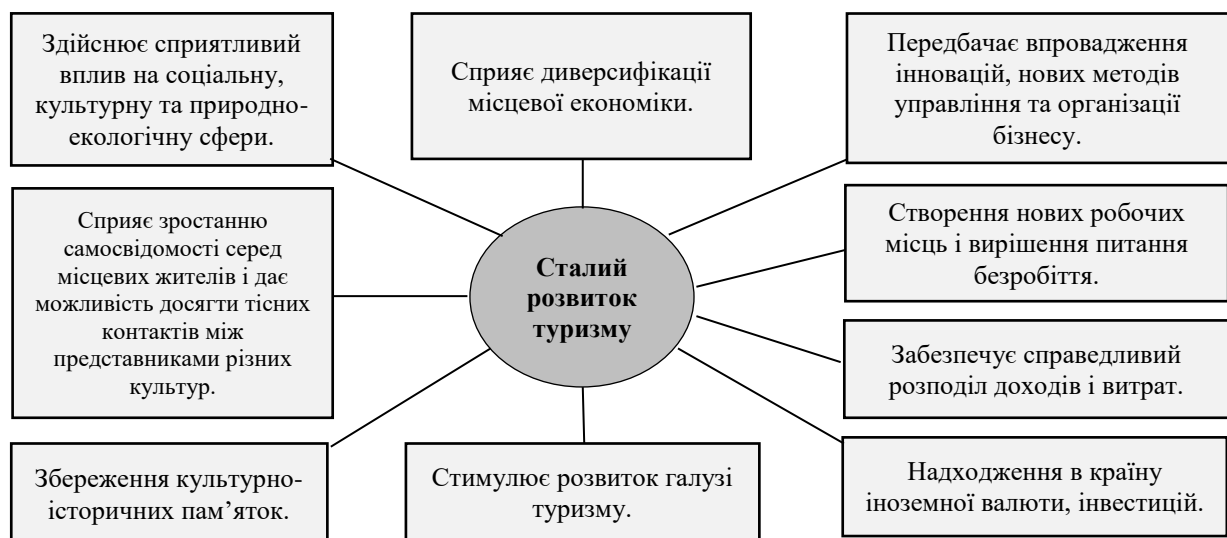 Здійснює сприятливий
вплив на соціальну,
культурну та природно-
екологічну сфери.
Сприяє диверсифікації
місцевої економіки.
Передбачає впровадження
інновацій, нових методів
управління та організації
бізнесу.
Сприяє зростанню
самосвідомості серед
місцевих жителів і дає
можливість досягти тісних
контактів між
представниками різних
культур.
Сталий
розвиток
туризму
Створення нових робочих
місць і вирішення питання
безробіття.
Забезпечує справедливий
розподіл доходів і витрат.
Збереження культурно-
історичних пам’яток.
Стимулює розвиток галузі
туризму.
Надходження в країну
іноземної валюти, інвестицій.